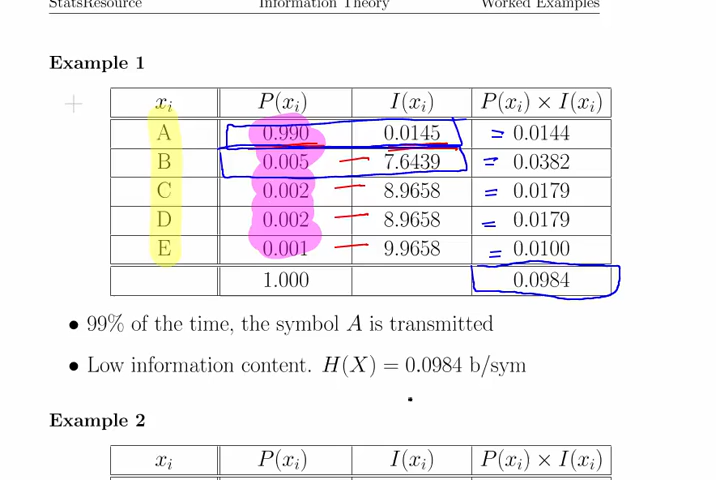 StatsResource Information Theory Worked Examples
Example 1
xᵢ P(xᵢ) I(xᵢ) P(xᵢ) × I(xᵢ)
A 0.990 0.0145 = 0.0144
B 0.005 — 7.6439 = 0.0382
C 0.002 — 8.9658 = 0.0179
D 0.002 — 8.9658 = 0.0179
E 0.001 — 9.9658 = 0.0100
1.000 0.0984
• 99% of the time, the symbol A is transmitted
• Low information content. H(X) = 0.0984 b/sym
Example 2
xᵢ P(xᵢ) I(xᵢ) P(xᵢ) × I(xᵢ)